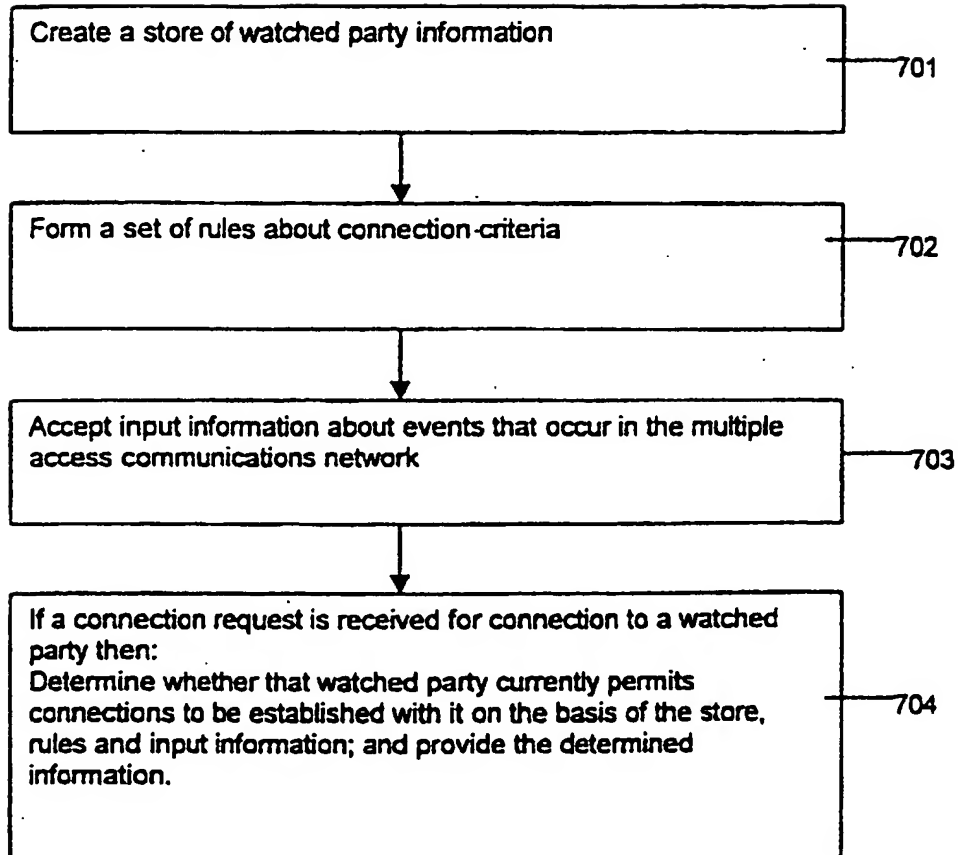 Create a store of watched party information
701
Form a set of rules about connection-criteria
702
Accept input information about events that occur in the multiple
access communications network
703
If a connection request is received for connection to a watched
party then:
Determine whether that watched party currently permits
connections to be established with it on the basis of the store,
rules and input information; and provide the determined
information.
704